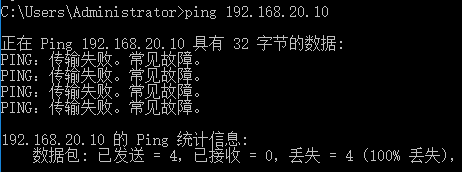 C:\Users\Administrator>ping 192.168.20.10
正在 Ping 192.168.20.10 具有 32 字节的数据:
PING：传输失败。常见故障。
PING：传输失败。常见故障。
PING：传输失败。常见故障。
PING：传输失败。常见故障。
192.168.20.10 的 Ping 统计信息:
数据包: 已发送 = 4，已接收 = 0，丢失 = 4 (100% 丢失)，